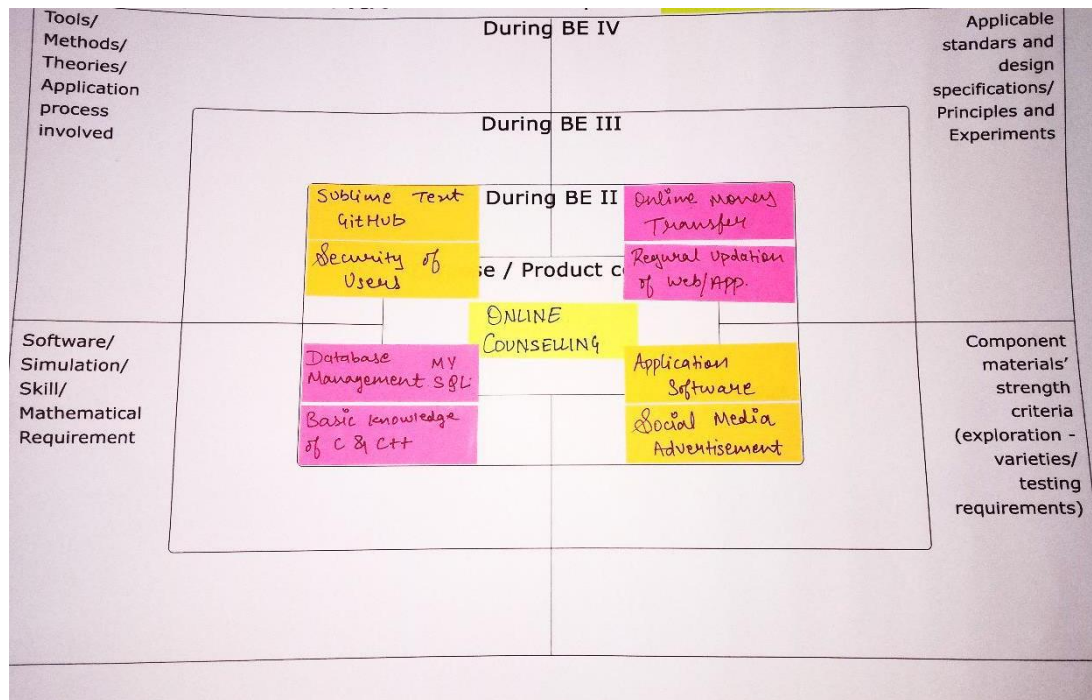 Tools/
Methods/
Theories/
Application
process
involved
During BE IV
Applicable
standars and
design
specifications/
Principles and
Experiments
During BE III
During BE II
Sublime Text
GitHub
Security of
Users
Online Money
Transfer
Regural Updation
of Web/App.
se / Product c
ONLINE
COUNSELLING
Software/
Simulation/
Skill/
Mathematical
Requirement
Database MY
Management SQL
Basic knowledge
of C & C++
Application
Software
Social Media
Advertisement
Component
materials'
strength
criteria
(exploration -
varieties/
testing
requirements)